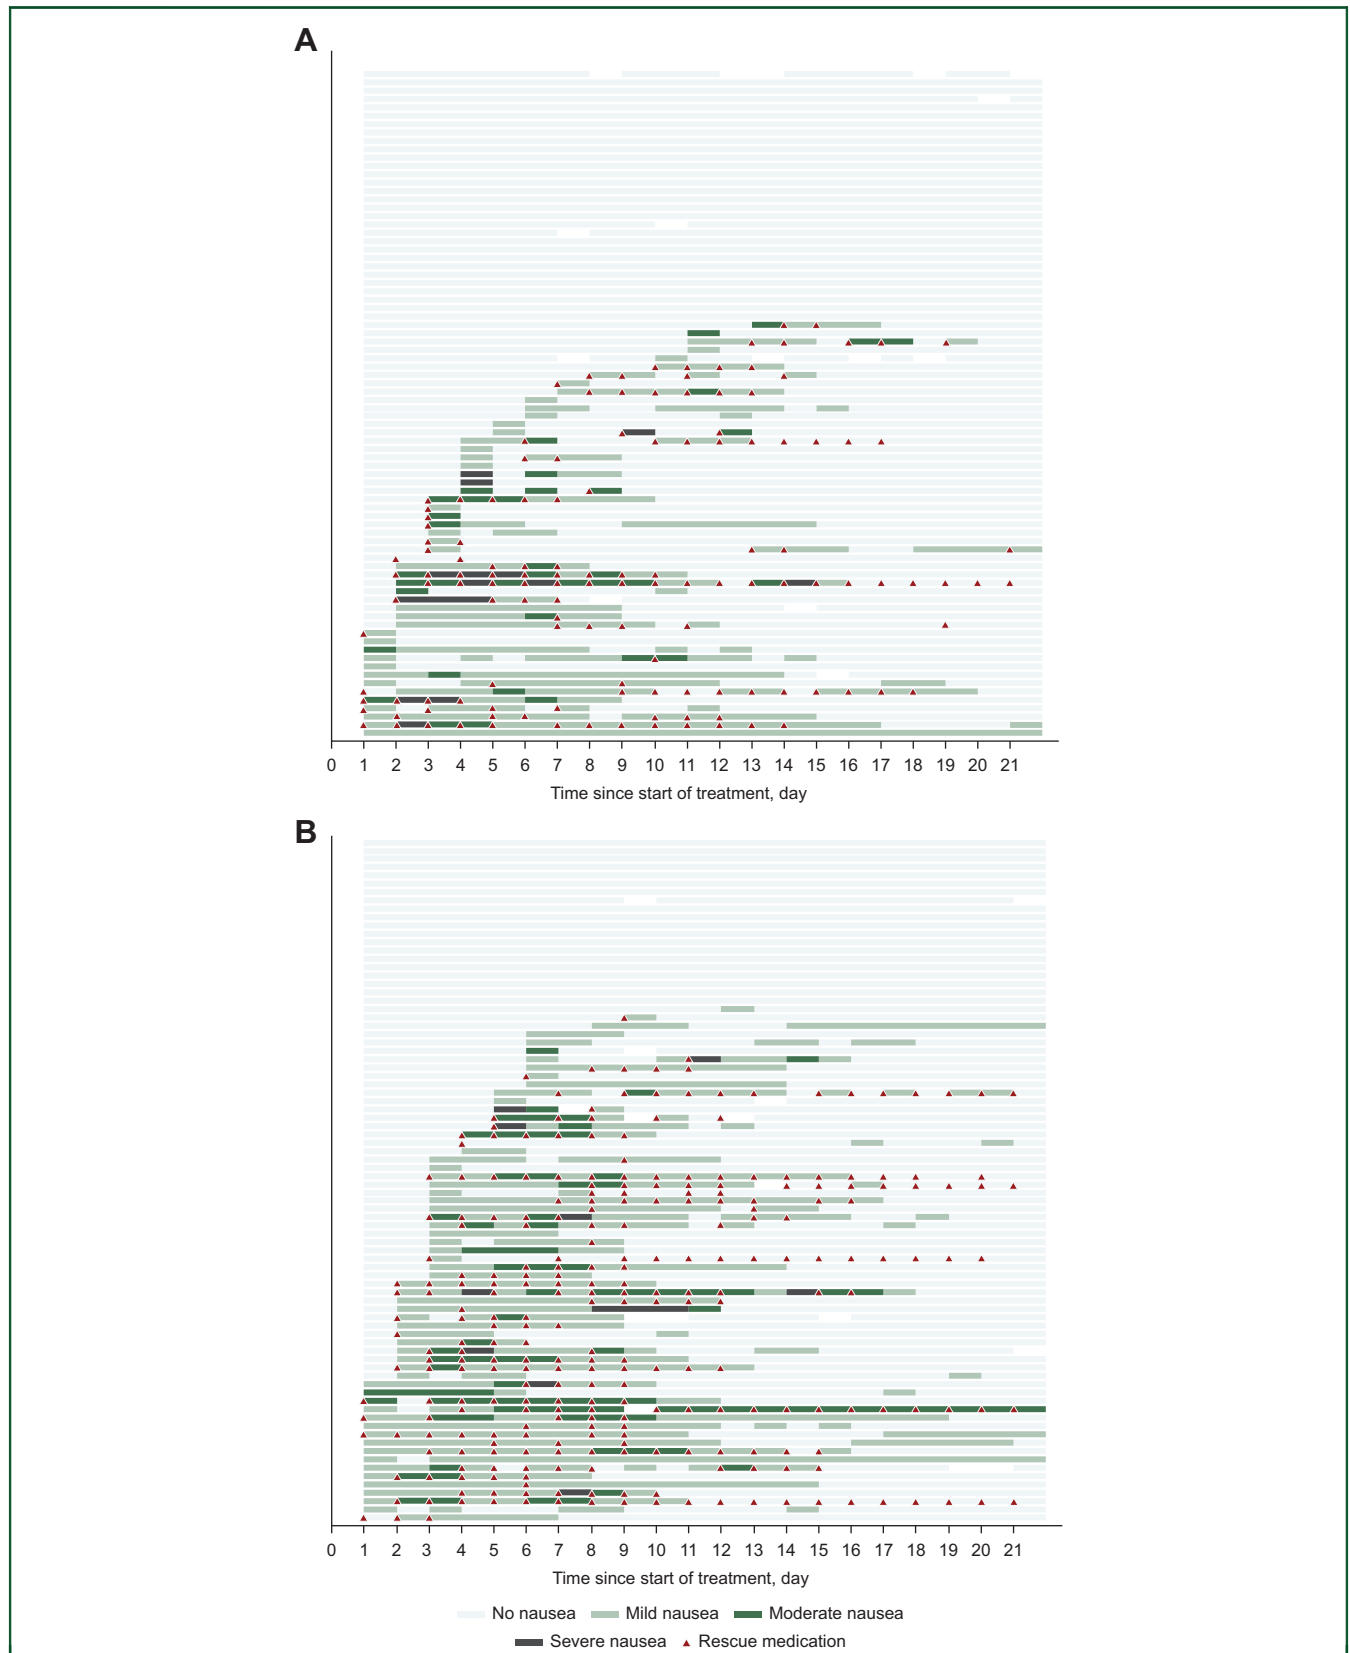 A
0 1 2 3 4 5 6 7 8 9 10 11 12 13 14 15 16 17 18 19 20 21
Time since start of treatment, day
B
0 1 2 3 4 5 6 7 8 9 10 11 12 13 14 15 16 17 18 19 20 21
Time since start of treatment, day
No nausea Mild nausea Moderate nausea
Severe nausea Rescue medication